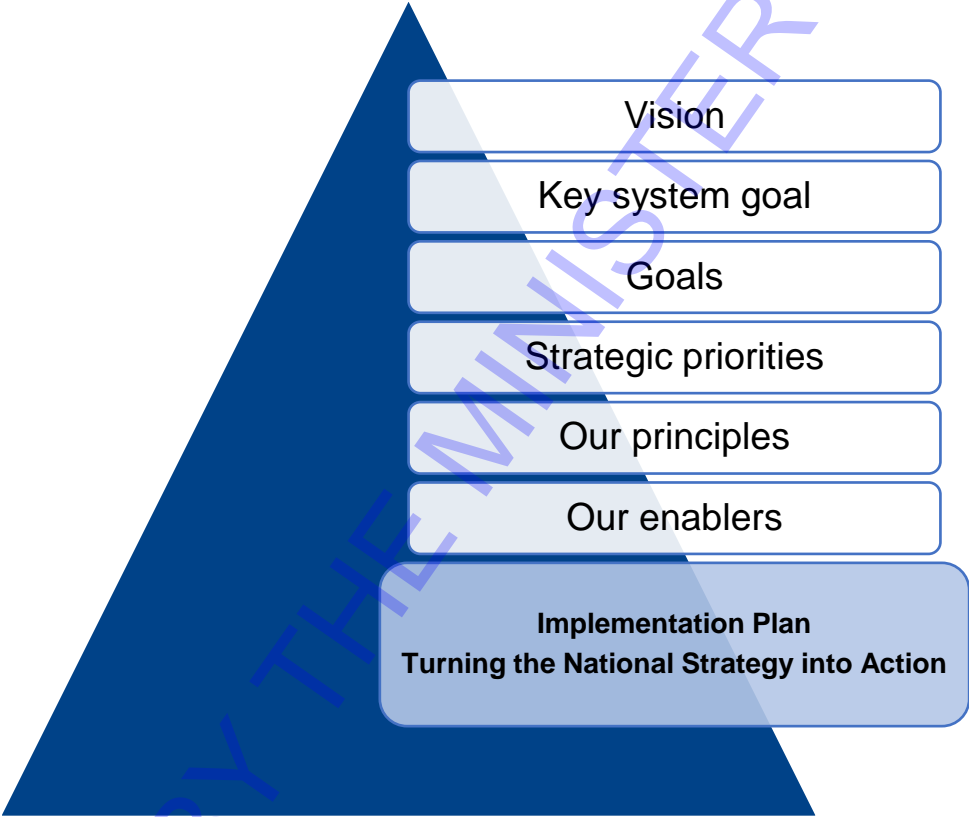 Vision
Key system goal
Goals
Strategic priorities
Our principles
Our enablers
Implementation Plan
Turning the National Strategy into Action
BY THE MINISTER